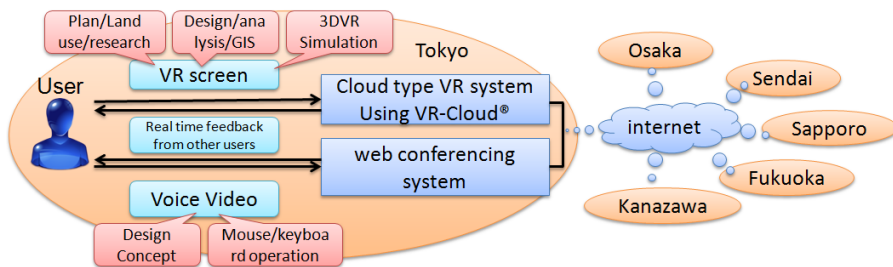 Plan/Land
use/research
Design/ana
lysis/GIS
3DVR
Simulation
Tokyo
Osaka
Sendai
User
VR screen
Cloud type VR system
Using VR-Cloud®
Real time feedback
from other users
internet
Sapporo
web conferencing
system
Fukuoka
Voice Video
Kanazawa
Design
Concept
Mouse/keyboa
rd operation